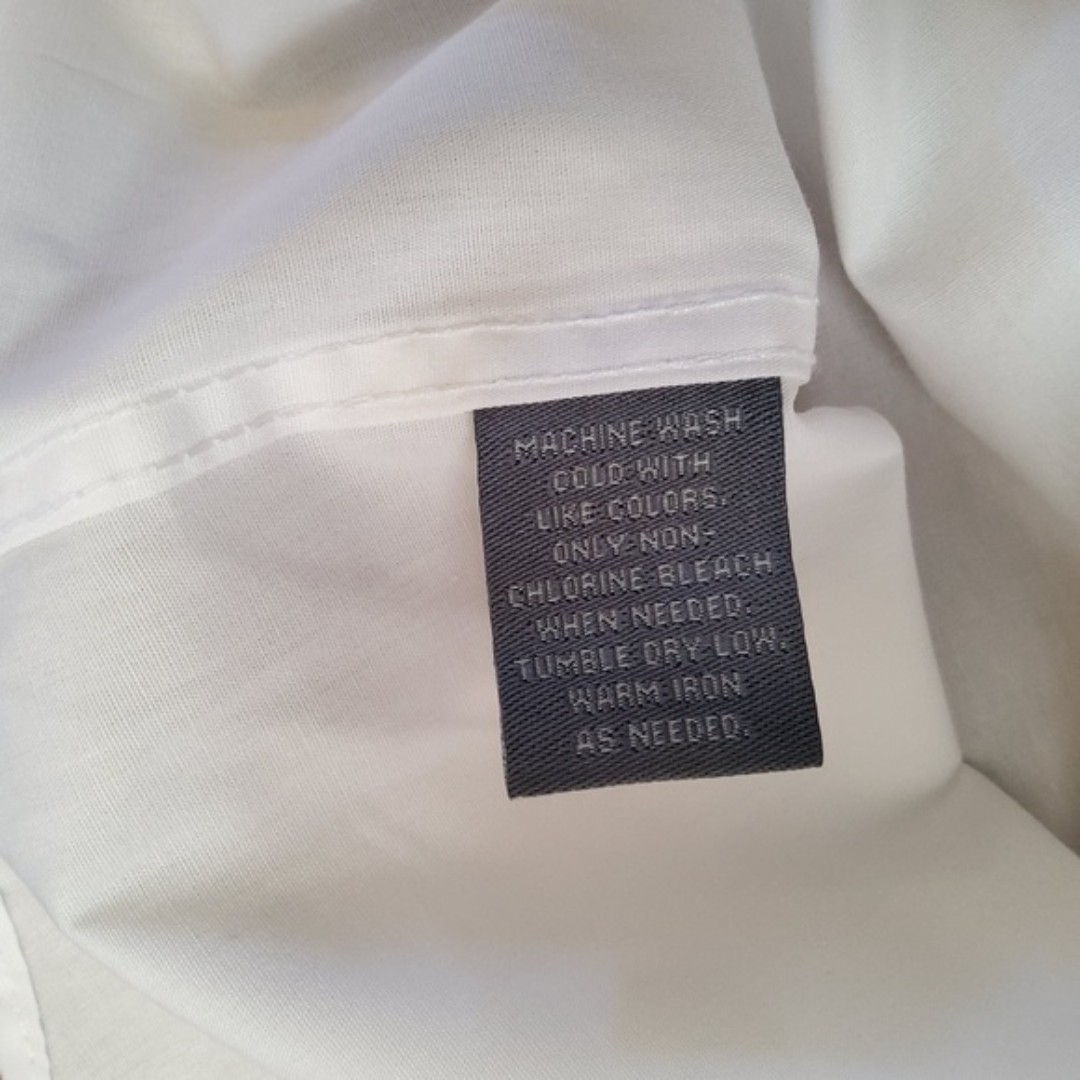 MACHINE WASH
COLD WITH
LIKE COLORS.
ONLY NON-
CHLORINE BLEACH
WHEN NEEDED.
TUMBLE DRY LOW.
WARM IRON
AS NEEDED.